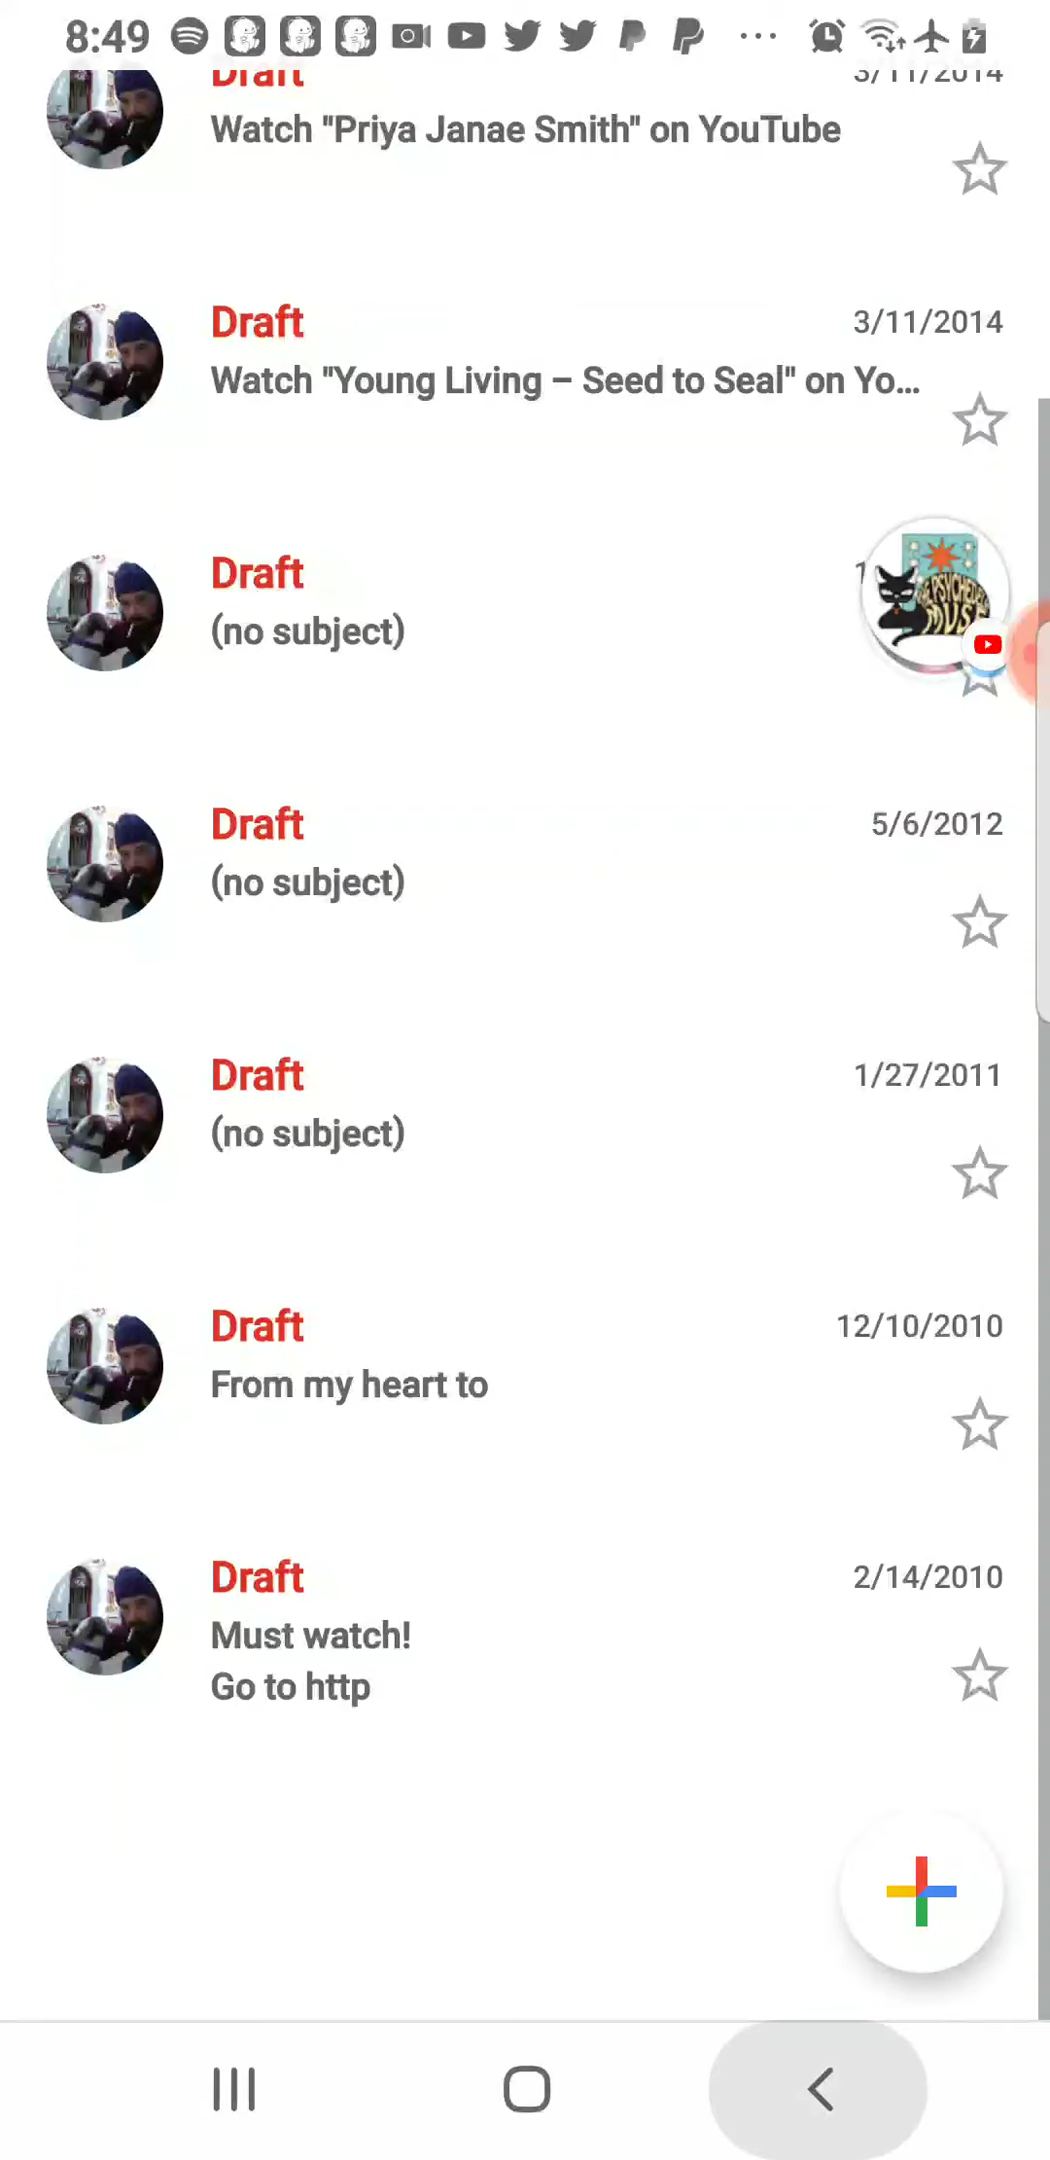 8:49
Draft
3/11/2014
Watch "Priya Janae Smith" on YouTube
Draft
3/11/2014
Watch "Young Living – Seed to Seal" on Yo...
Draft
(no subject)
Draft
5/6/2012
(no subject)
Draft
1/27/2011
(no subject)
Draft
12/10/2010
From my heart to
Draft
2/14/2010
Must watch!
Go to http